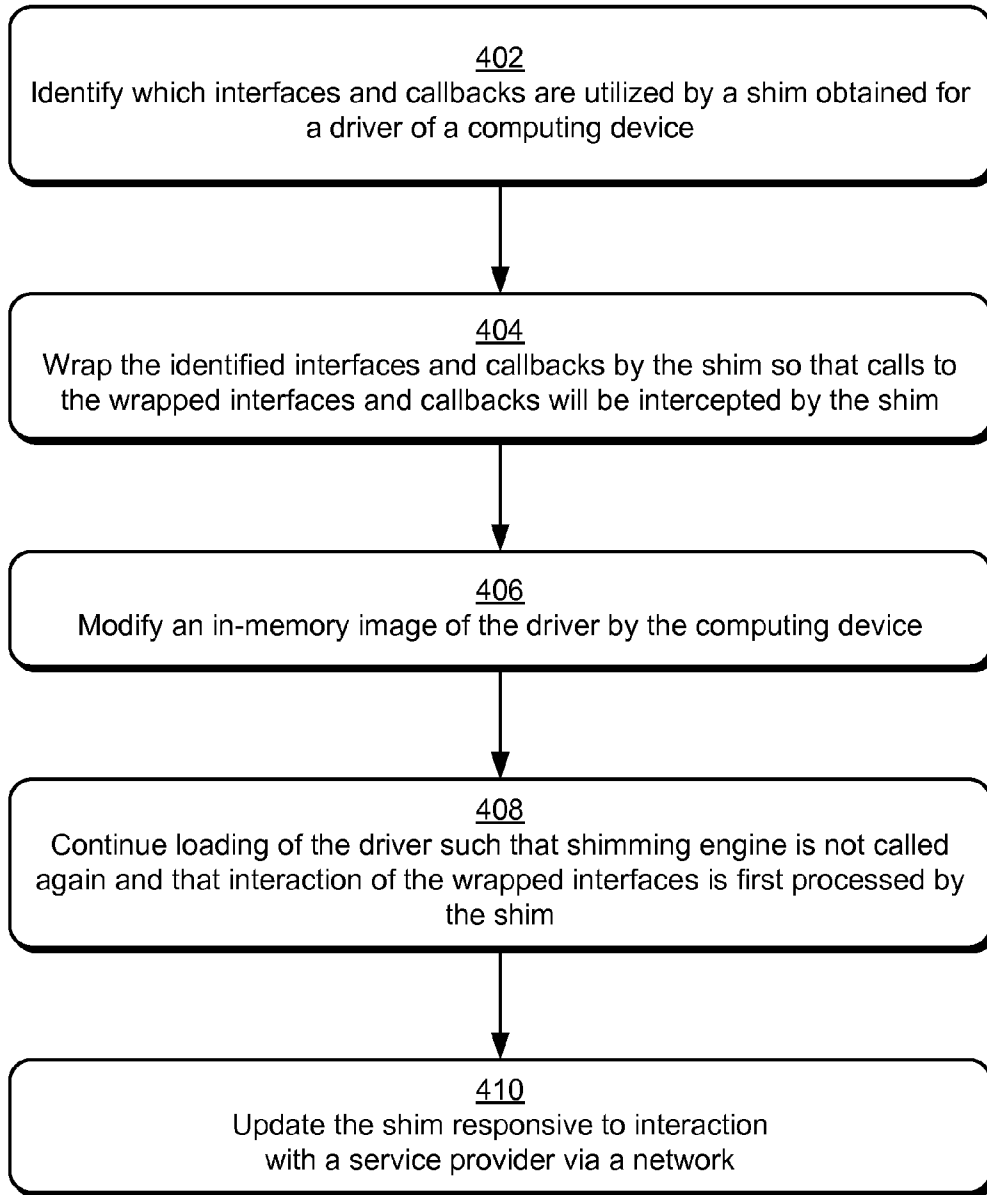 402
Identify which interfaces and callbacks are utilized by a shim obtained for
a driver of a computing device
404
Wrap the identified interfaces and callbacks by the shim so that calls to
the wrapped interfaces and callbacks will be intercepted by the shim
406
Modify an in-memory image of the driver by the computing device
408
Continue loading of the driver such that shimming engine is not called
again and that interaction of the wrapped interfaces is first processed by
the shim
410
Update the shim responsive to interaction
with a service provider via a network